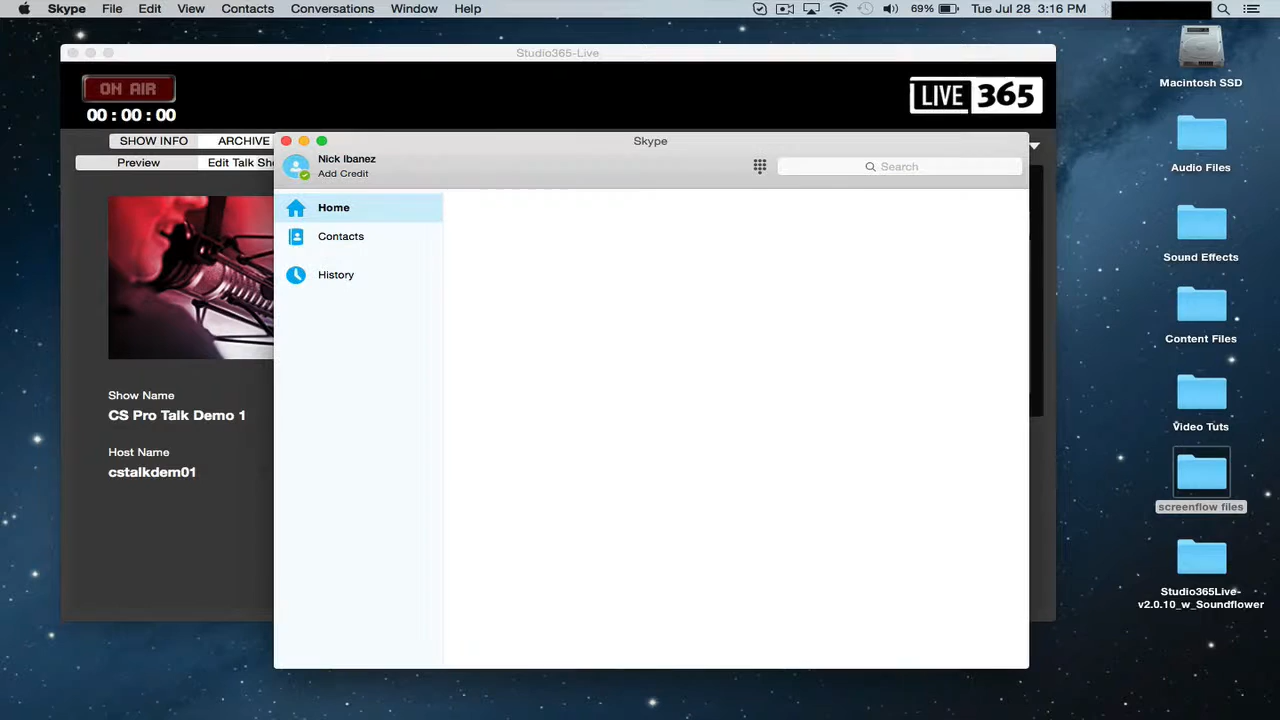 Skype File Edit View Contacts Conversations Window Help 69% Tue Jul 28 3:16 PM
Studio365-Live
ON AIR
00:00:00
LIVE 365
SHOW INFO ARCHIVE
Preview Edit Talk Sh
Skype
Nick Ibanez
Add Credit
Search
Home
Contacts
History
Show Name
CS Pro Talk Demo 1
Host Name
cstalkdem01
Macintosh SSD
Audio Files
Sound Effects
Content Files
Video Tuts
screenflow files
Studio365Live-
v2.0.10_w_Soundflower